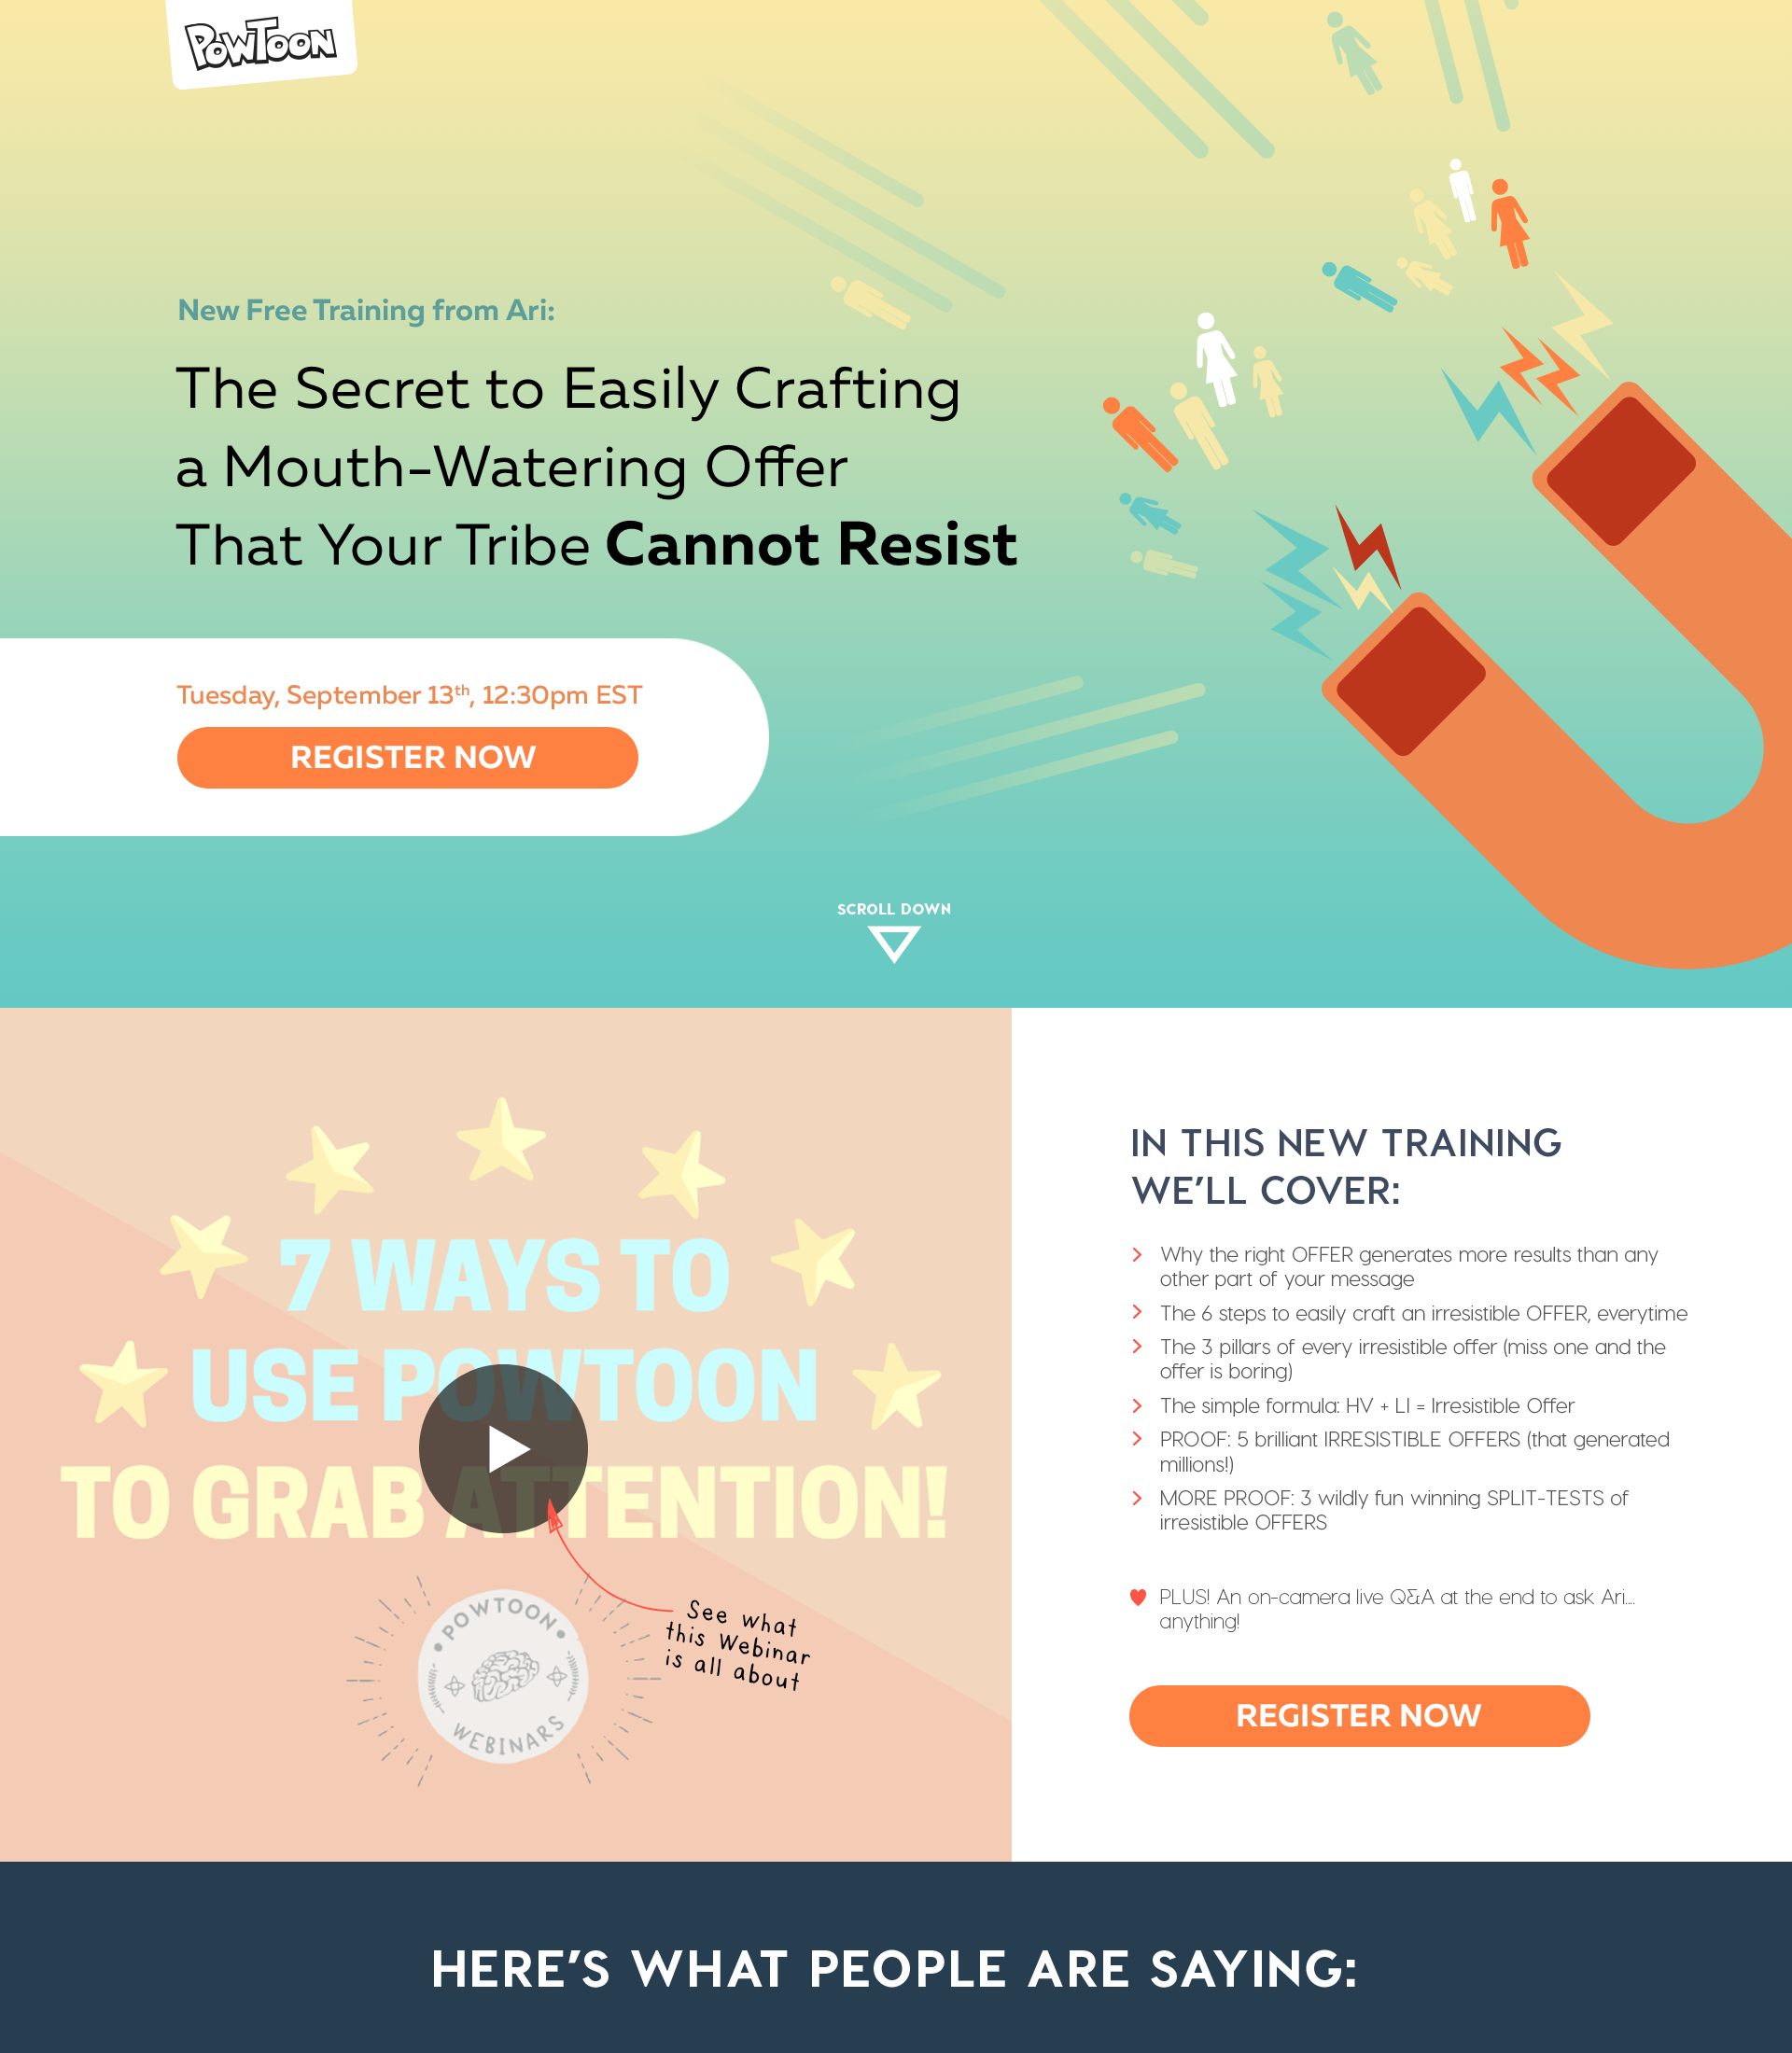 POWTOON
New Free Training from Ari:
The Secret to Easily Crafting
a Mouth-Watering Offer
That Your Tribe Cannot Resist
Tuesday, September 13th, 12:30pm EST
REGISTER NOW
SCROLL DOWN
7 WAYS TO
USE POWTOON
TO GRAB ATTENTION!
See what
this Webinar
is all about
POWTOON
WEBINARS
IN THIS NEW TRAINING
WE'LL COVER:
Why the right OFFER generates more results than any
other part of your message
The 6 steps to easily craft an irresistible OFFER, everytime
The 3 pillars of every irresistible offer (miss one and the
offer is boring)
The simple formula: HV + LI = Irresistible Offer
PROOF: 5 brilliant IRRESISTIBLE OFFERS (that generated
millions!)
MORE PROOF: 3 wildly fun winning SPLIT-TESTS of
irresistible OFFERS
PLUS! An on-camera live Q&A at the end to ask Ari...
anything!
REGISTER NOW
HERE'S WHAT PEOPLE ARE SAYING: